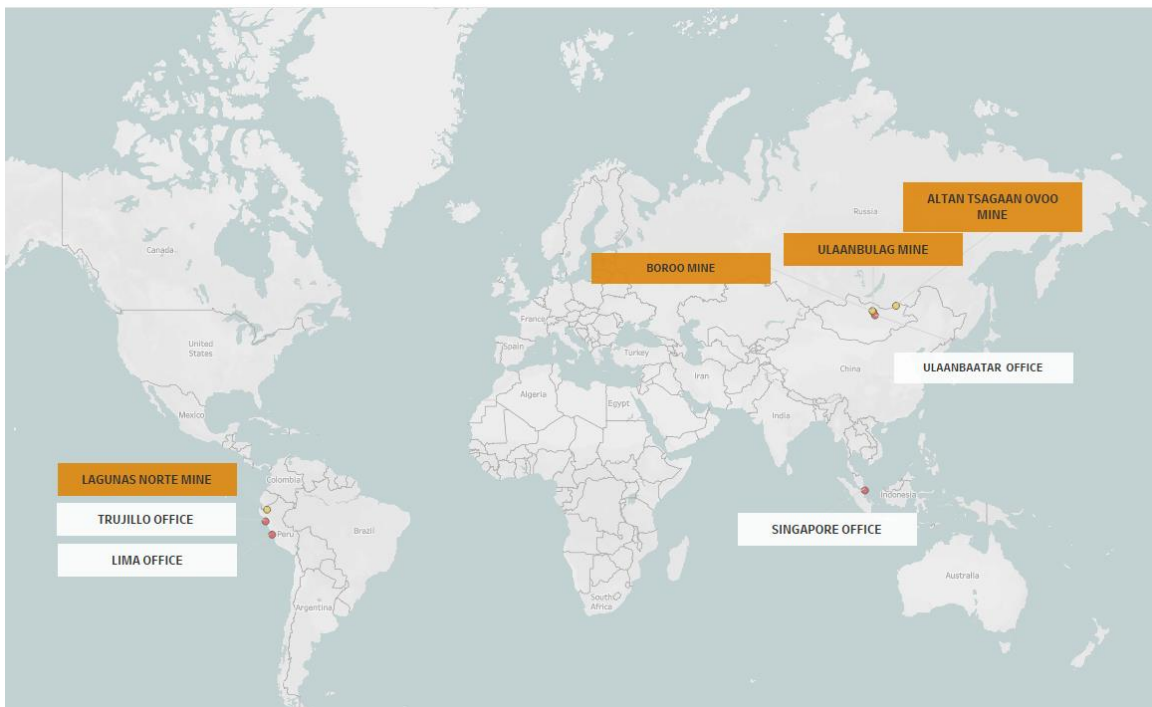 ALTAN TSAGAAN OVOO
MINE
Russia
ULAANBULAG MINE
BOROO MINE
Canada
France
United
States
Spain
Turkey
ULAANBAATAR OFFICE
China
Iran
Algeria
Egypt
India
Mexico
LAGUNAS NORTE MINE
Colombia
Indonesia
TRUJILLO OFFICE
SINGAPORE OFFICE
Peru
Brazil
LIMA OFFICE
Australia
South
Africa
Argentina